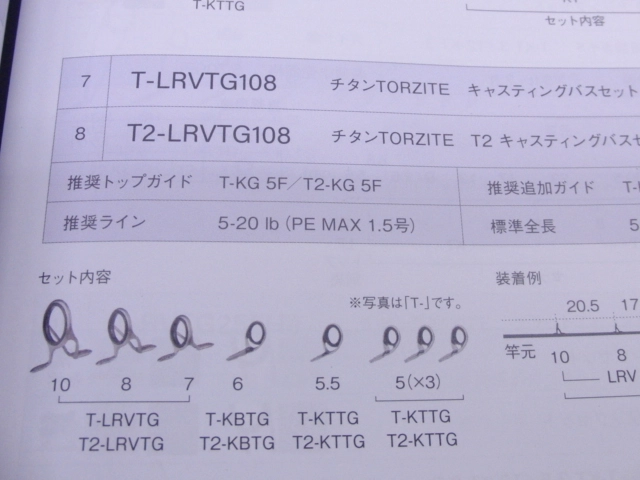 T-KTTG
セット内容
7 T-LRVTG108 チタンTORZITE キャスティングバスセット
8 T2-LRVTG108 チタンTORZITE T2 キャスティングバスセ
推奨トップガイド T-KG 5F／T2-KG 5F 推奨追加ガイド T-
推奨ライン 5-20 lb (PE MAX 1.5号) 標準全長 5
セット内容 装着例
※写真は「T-」です。
20.5 17
竿元 10 8
10 8 7 6 5.5 5(×3)
LRV
T-LRVTG T-KBTG T-KTTG T-KTTG
T2-LRVTG T2-KBTG T2-KTTG T2-KTTG